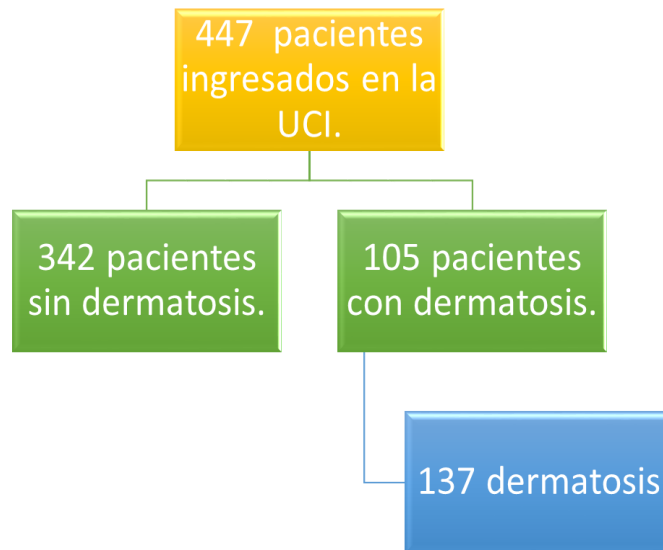 447 pacientes
ingresados en la
UCI.
342 pacientes
sin dermatosis.
105 pacientes
con dermatosis.
137 dermatosis